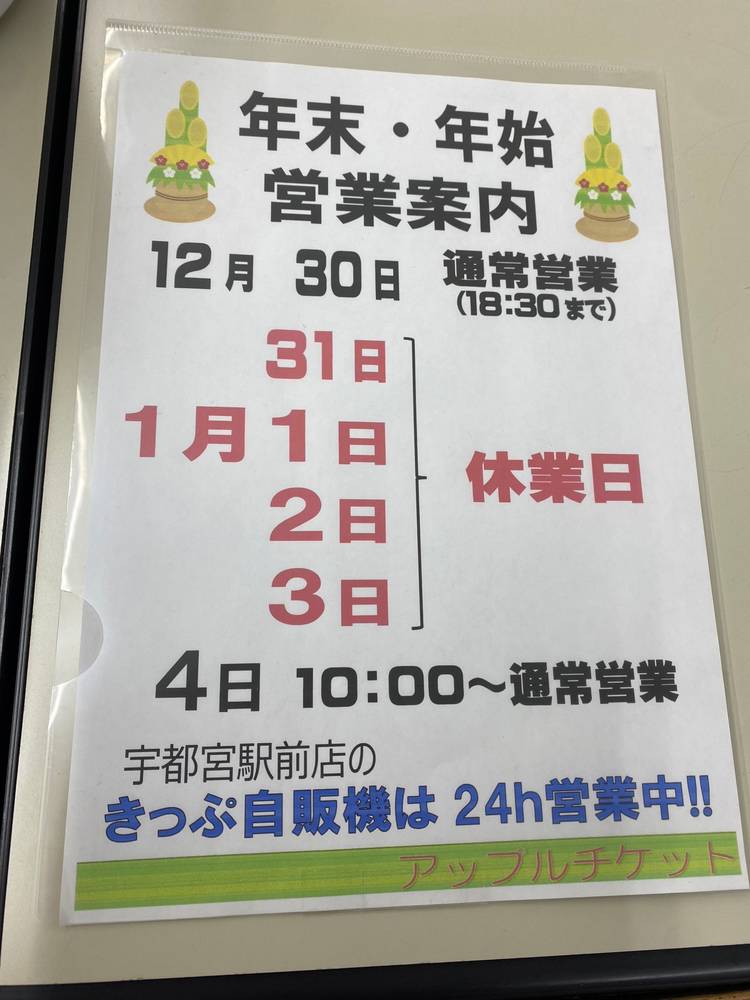 年末・年始
営業案内
12月 30日 通常営業
(18:30まで)
31日
1月1日
2日
3日
休業日
4日 10:00～通常営業
宇都宮駅前店の
きっぷ自販機は 24h営業中!!
アップルチケット